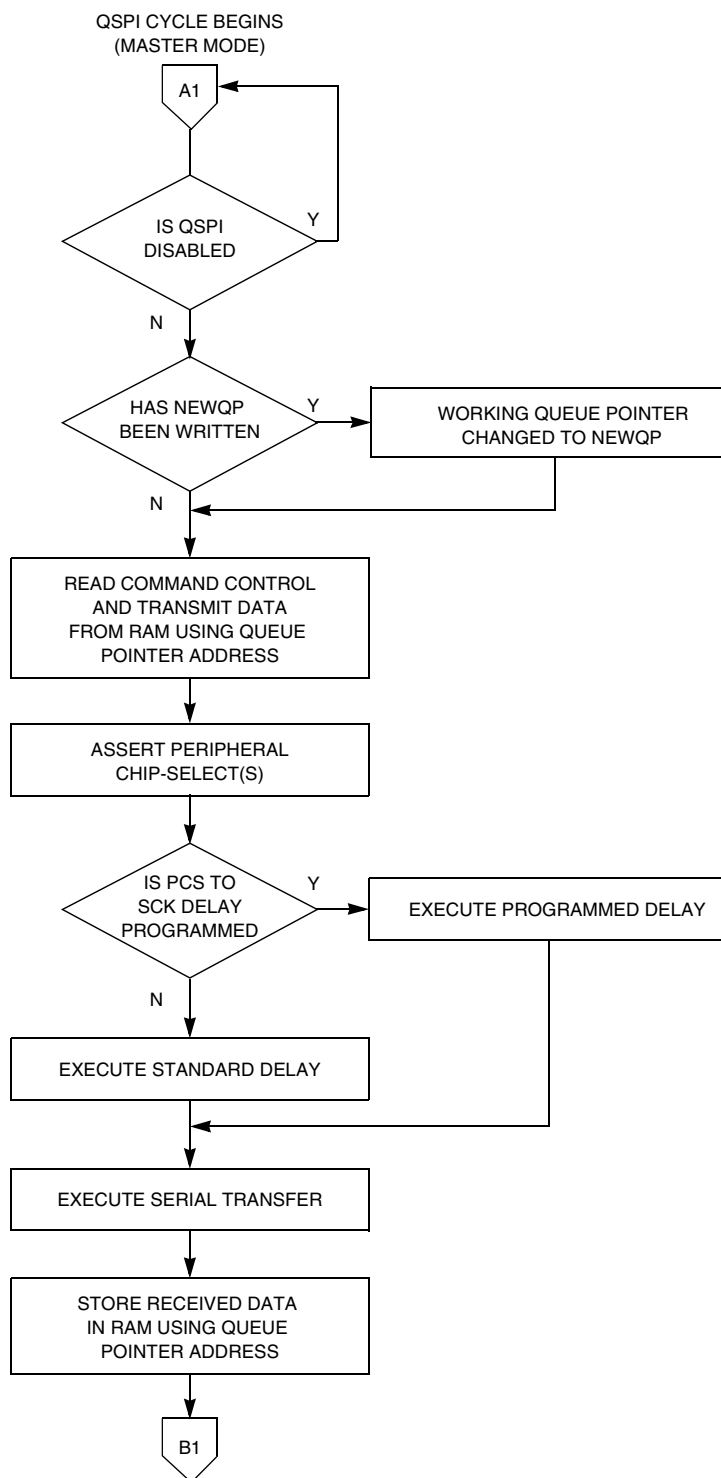 QSPI CYCLE BEGINS
(MASTER MODE)
A1
IS QSPI
DISABLED
Y
N
HAS NEWQP
BEEN WRITTEN
Y
WORKING QUEUE POINTER
CHANGED TO NEWQP
N
READ COMMAND CONTROL
AND TRANSMIT DATA
FROM RAM USING QUEUE
POINTER ADDRESS
ASSERT PERIPHERAL
CHIP-SELECT(S)
IS PCS TO
SCK DELAY
PROGRAMMED
Y
EXECUTE PROGRAMMED DELAY
N
EXECUTE STANDARD DELAY
EXECUTE SERIAL TRANSFER
STORE RECEIVED DATA
IN RAM USING QUEUE
POINTER ADDRESS
B1